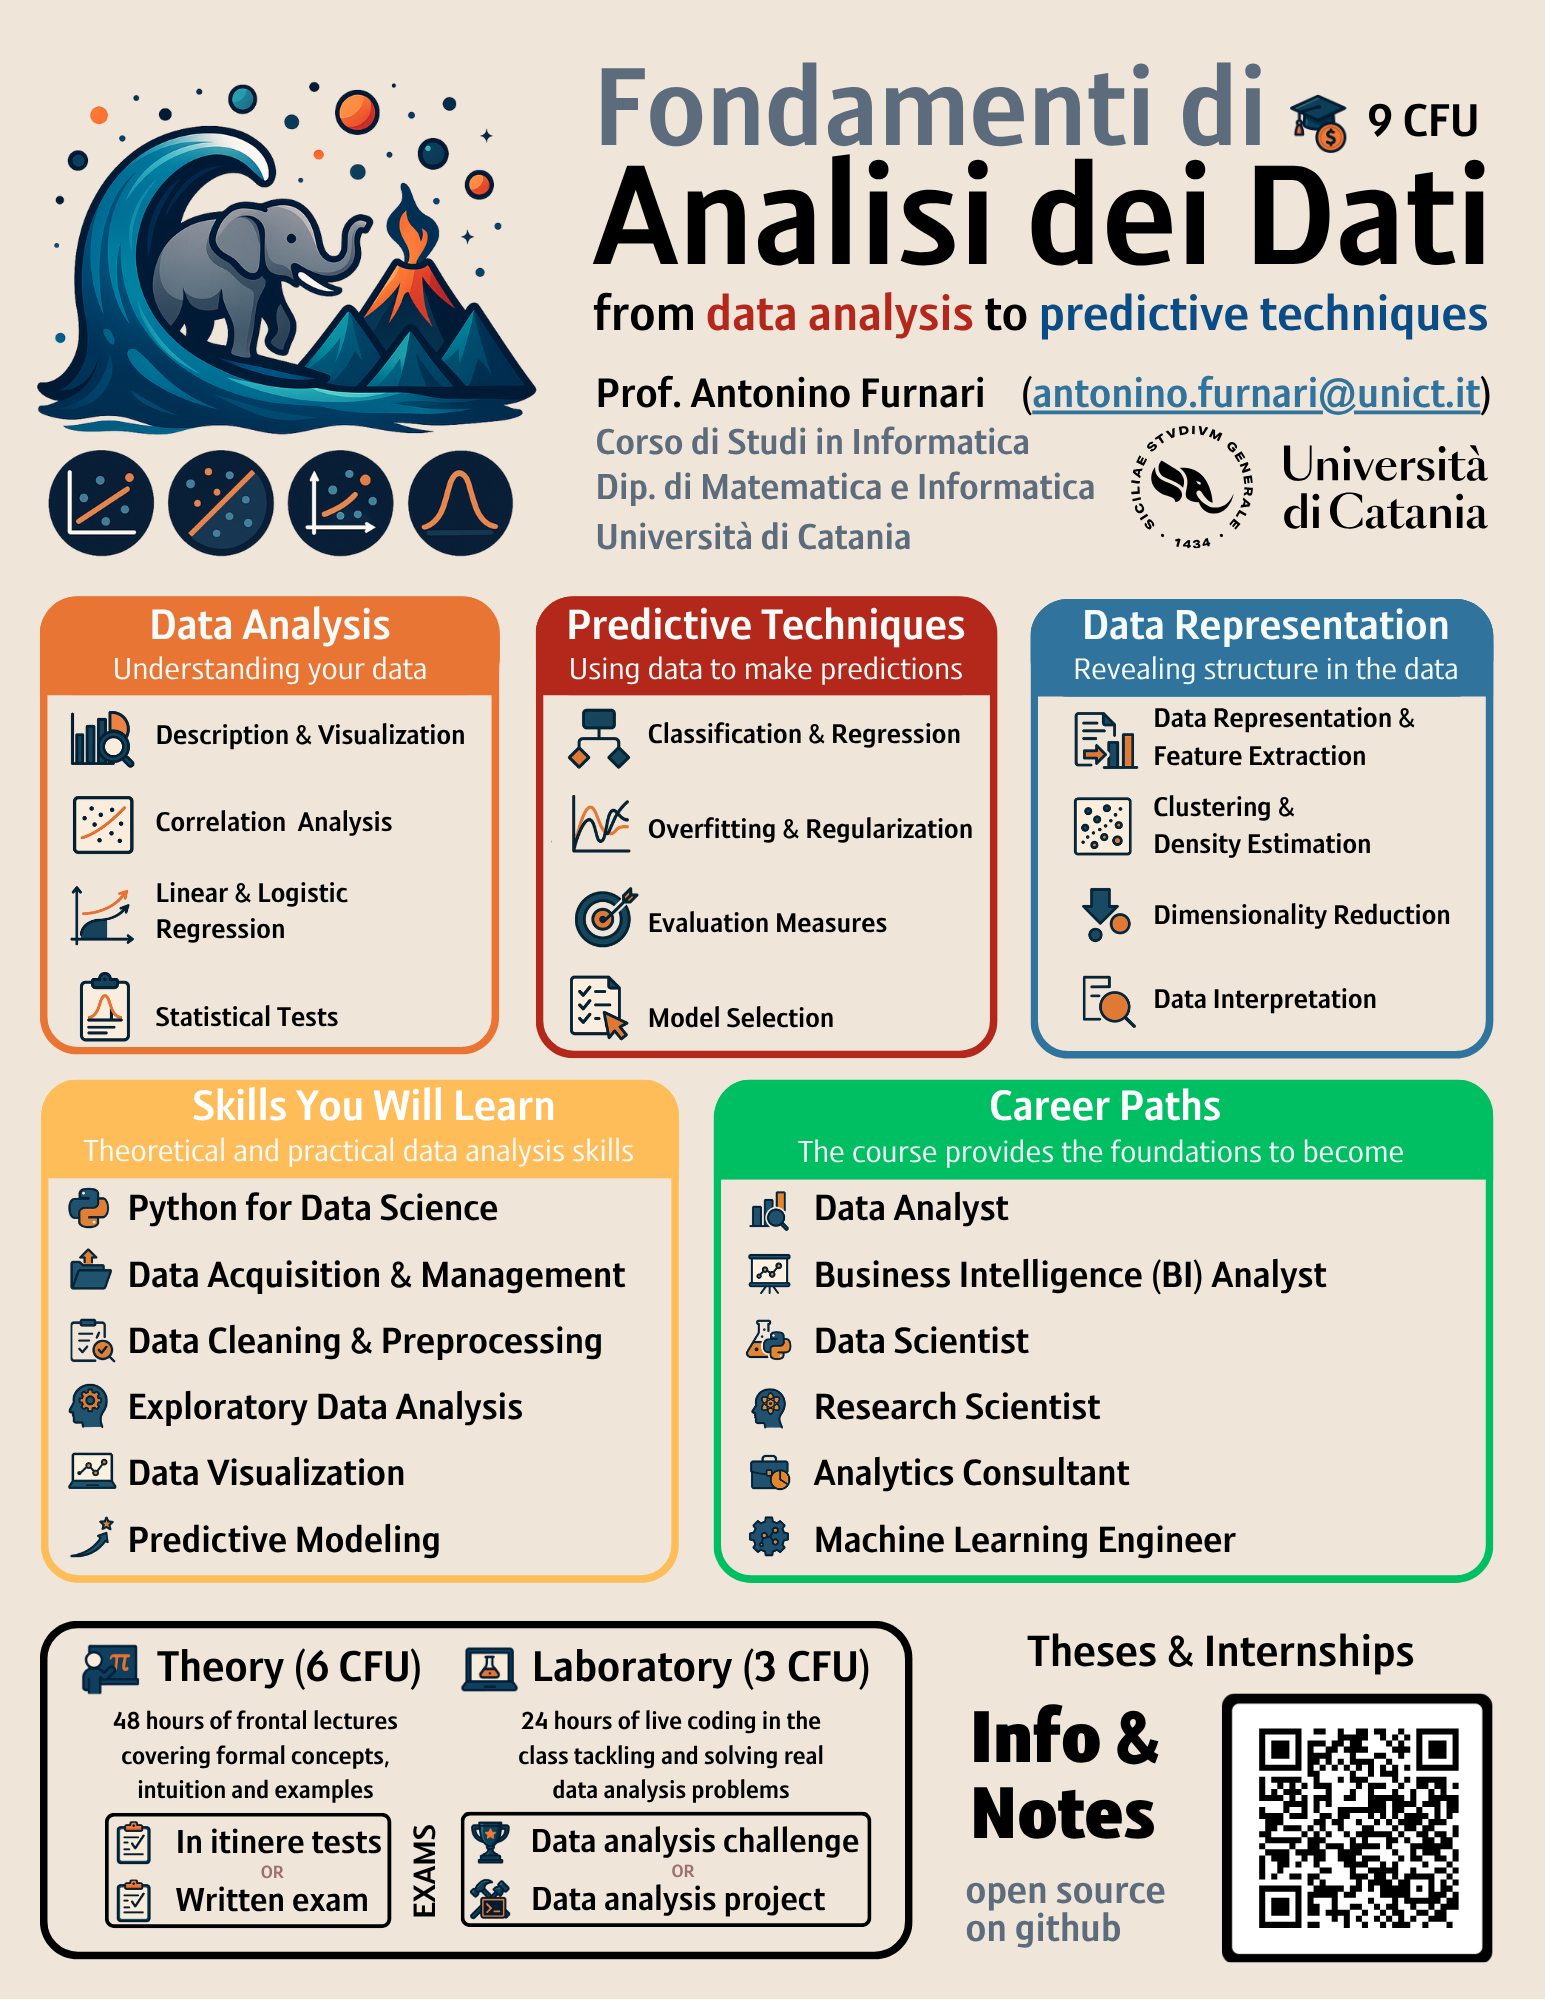 Fondamenti di
9 CFU
Analisi dei Dati
from data analysis to predictive techniques
Prof. Antonino Furnari (antonino.furnari@unict.it)
Corso di Studi in Informatica
Dip. di Matematica e Informatica
Università di Catania
SICILIAE STVDIVM GENERALE
1434
Università
di Catania
Data Analysis
Understanding your data
Description & Visualization
Correlation Analysis
Linear & Logistic
Regression
Statistical Tests
Predictive Techniques
Using data to make predictions
Classification & Regression
Overfitting & Regularization
Evaluation Measures
Model Selection
Data Representation
Revealing structure in the data
Data Representation &
Feature Extraction
Clustering &
Density Estimation
Dimensionality Reduction
Data Interpretation
Skills You Will Learn
Theoretical and practical data analysis skills
Python for Data Science
Data Acquisition & Management
Data Cleaning & Preprocessing
Exploratory Data Analysis
Data Visualization
Predictive Modeling
Career Paths
The course provides the foundations to become
Data Analyst
Business Intelligence (BI) Analyst
Data Scientist
Research Scientist
Analytics Consultant
Machine Learning Engineer
Theory (6 CFU)
48 hours of frontal lectures
covering formal concepts,
intuition and examples
In itinere tests
OR
Written exam
EXAMS
Laboratory (3 CFU)
24 hours of live coding in the
class tackling and solving real
data analysis problems
Data analysis challenge
OR
Data analysis project
Theses & Internships
Info &
Notes
open source
on github